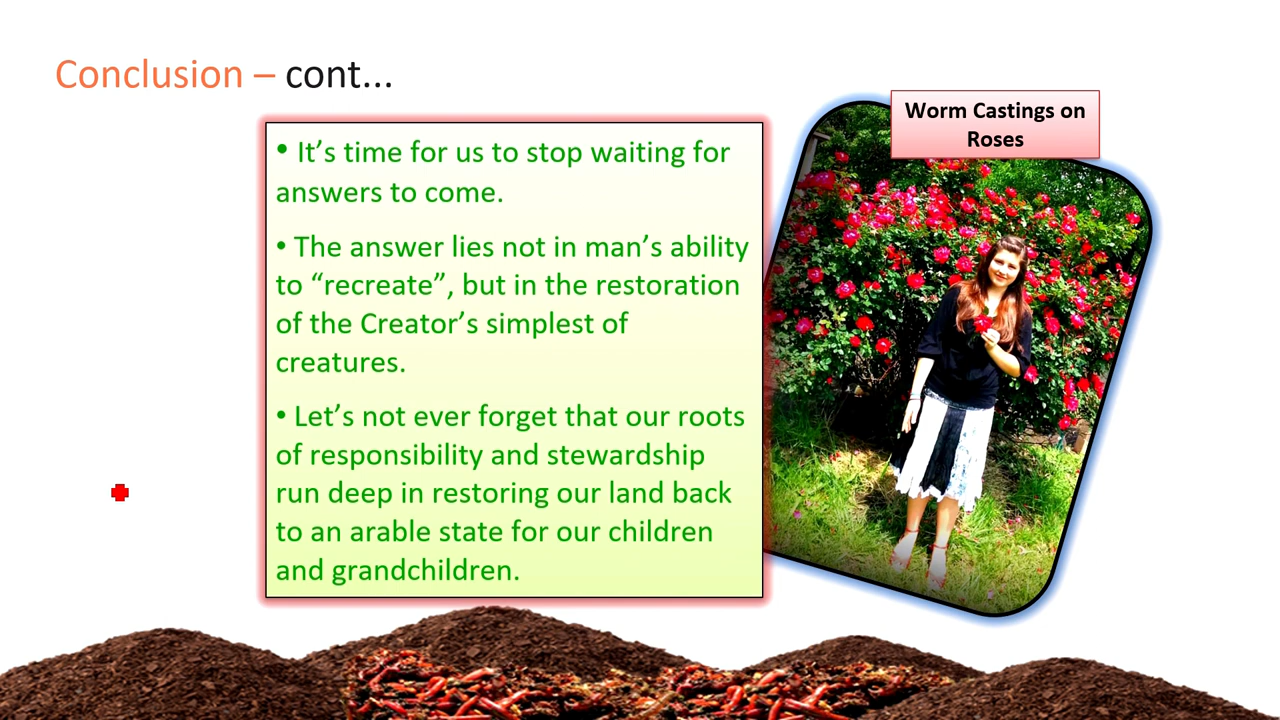 Conclusion – cont...
Worm Castings on
Roses
• It’s time for us to stop waiting for
answers to come.
• The answer lies not in man’s ability
to “recreate”, but in the restoration
of the Creator’s simplest of
creatures.
• Let’s not ever forget that our roots
of responsibility and stewardship
run deep in restoring our land back
to an arable state for our children
and grandchildren.